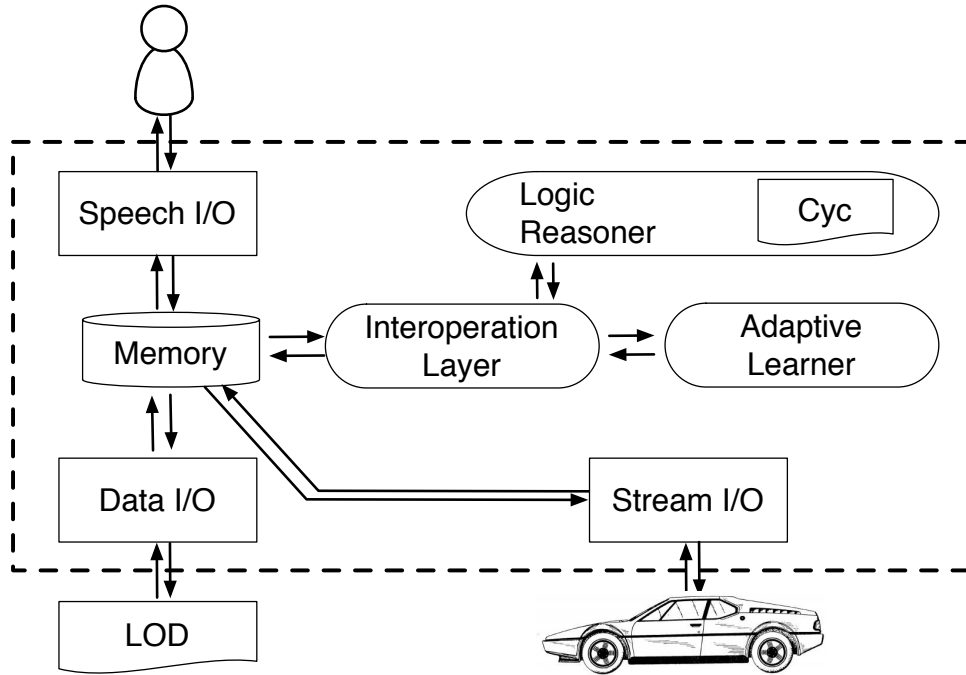 Speech I/O
Logic
Reasoner
Cyc
Memory
Interoperation
Layer
Adaptive
Learner
Data I/O
Stream I/O
LOD